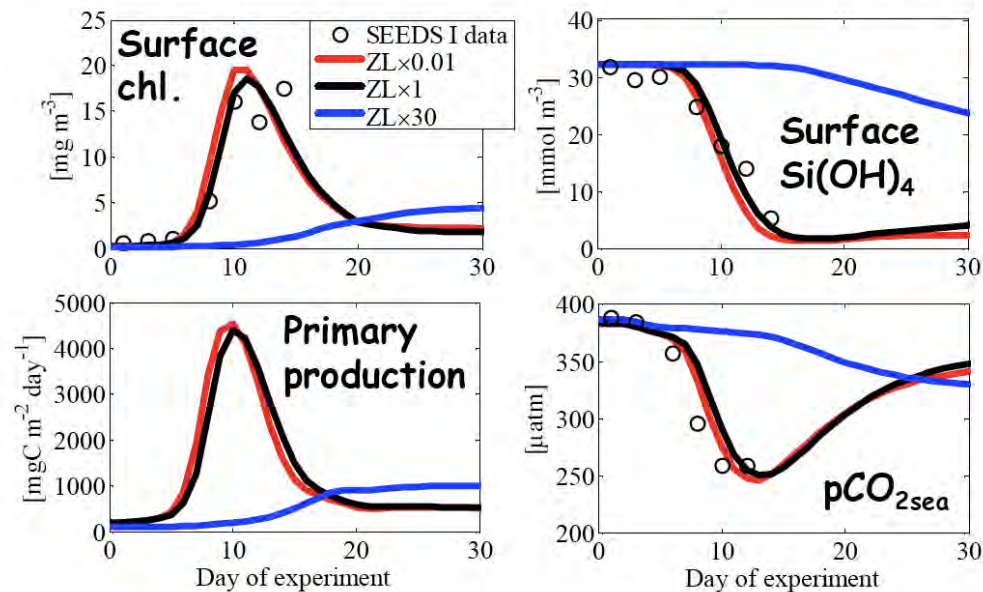 25
20
15
10
5
0
[mg m-3]
Surface
chl.
SEEDS I data
ZL×0.01
ZL×1
ZL×30
0
10
20
30
40
30
20
10
0
[mmol m-3]
Surface
Si(OH)4
0
10
20
30
5000
4000
3000
2000
1000
0
[mgC m-2 day-1]
Primary
production
0
10
20
30
Day of experiment
400
350
300
250
200
[μatm]
pCO2sea
0
10
20
30
Day of experiment